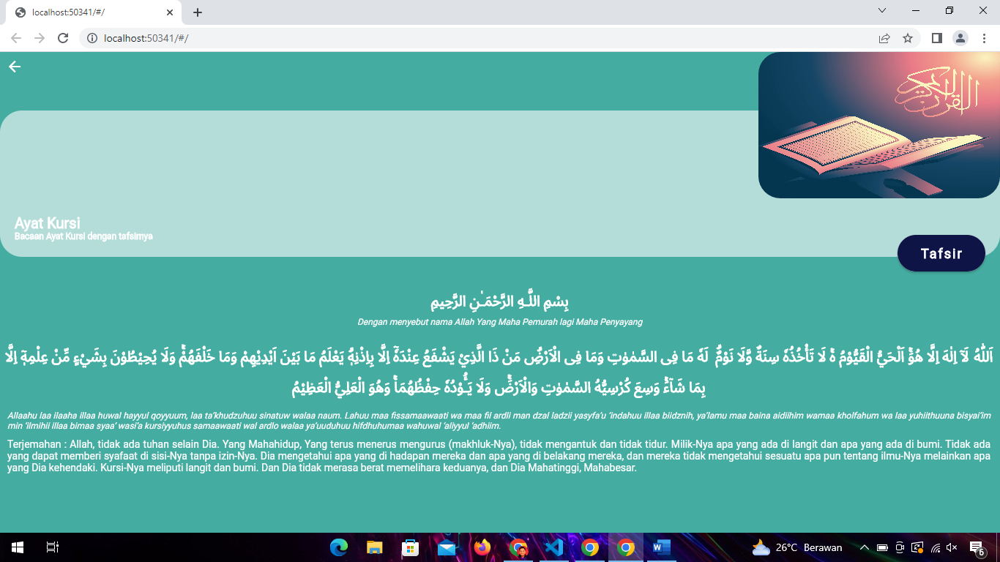 localhost:50341/#/
localhost:50341/#/
القرآن الكريم
Ayat Kursi
Bacaan Ayat Kursi dengan tafsirnya
Tafsir
بِسْمِ اللَّـهِ الرَّحْمَـٰنِ الرَّحِيمِ
Dengan menyebut nama Allah Yang Maha Pemurah lagi Maha Penyayang
اَللّٰهُ لَآ اِلٰهَ اِلَّا هُوَۚ اَلْحَيُّ الْقَيُّوْمُ ەۚ لَا تَأْخُذُهٗ سِنَةٌ وَّلَا نَوْمٌۗ لَهٗ مَا فِى السَّمٰوٰتِ وَمَا فِى الْاَرْضِۗ مَنْ ذَا الَّذِيْ يَشْفَعُ عِنْدَهٗٓ اِلَّا بِاِذْنِهٖۗ يَعْلَمُ مَا بَيْنَ اَيْدِيْهِمْ وَمَا خَلْفَهُمْۚ وَلَا يُحِيْطُوْنَ بِشَيْءٍ مِّنْ عِلْمِهٖٓ اِلَّا
بِمَا شَاۤءَۚ وَسِعَ كُرْسِيُّهُ السَّمٰوٰتِ وَالْاَرْضَۚ وَلَا يَـُٔوْدُهٗ حِفْظُهُمَاۚ وَهُوَ الْعَلِيُّ الْعَظِيْمُ
Allaahu laa ilaaha illaa huwal hayyul qoyyuum, laa ta’khudzuhuu sinatuw walaa naum. Lahuu maa fissamaawaati wa maa fil ardli man dzal ladzii yasyfa’u ‘indahuu illaa biidznih, ya’lamu maa baina aidiihim wamaa kholfahum wa laa yuhiithuuna bisyai’im
min ‘ilmihii illaa bimaa syaa’ wasi’a kursiyyuhus samaawaati wal ardlo walaa ya’uuduhuu hifdhuhumaa wahuwal ‘aliyyul ‘adhiim.
Terjemahan : Allah, tidak ada tuhan selain Dia. Yang Mahahidup, Yang terus menerus mengurus (makhluk-Nya), tidak mengantuk dan tidak tidur. Milik-Nya apa yang ada di langit dan apa yang ada di bumi. Tidak ada
yang dapat memberi syafaat di sisi-Nya tanpa izin-Nya. Dia mengetahui apa yang di hadapan mereka dan apa yang di belakang mereka, dan mereka tidak mengetahui sesuatu apa pun tentang ilmu-Nya melainkan apa
yang Dia kehendaki. Kursi-Nya meliputi langit dan bumi. Dan Dia tidak merasa berat memelihara keduanya, dan Dia Mahatinggi, Mahabesar.
26°C Berawan
6